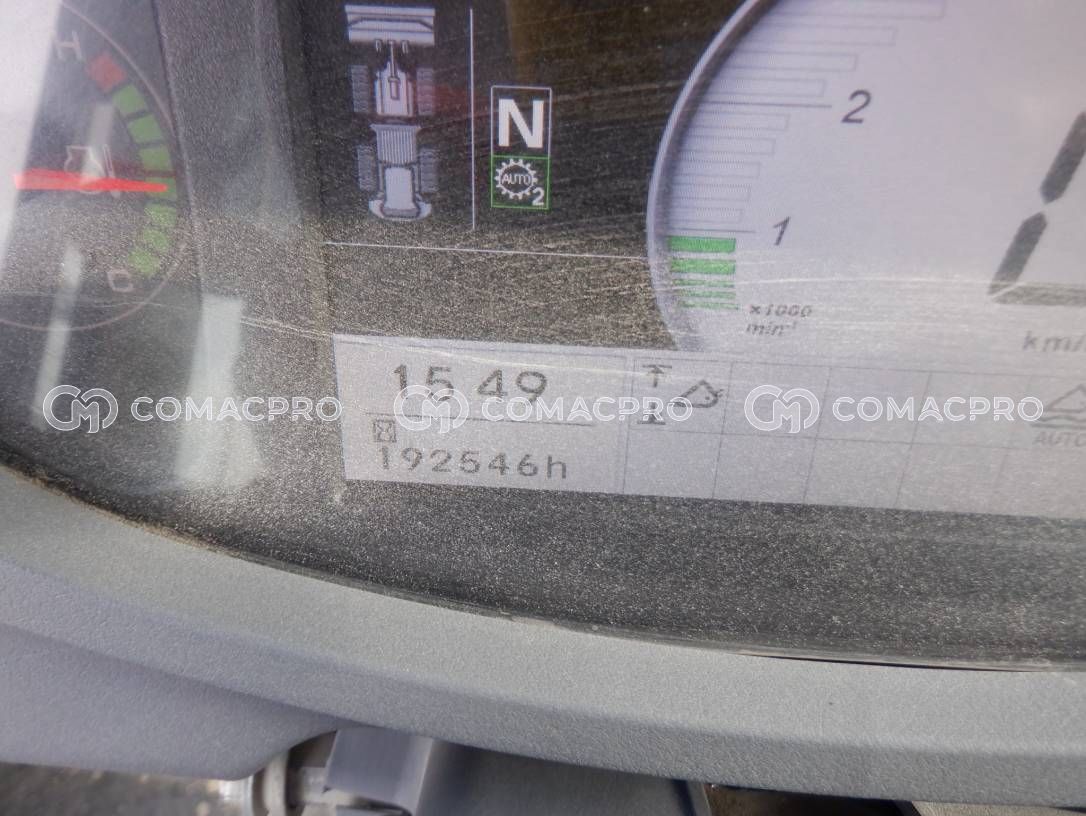 H
C
N
AUTO
2
2
1
×1000
min⁻¹
km/
15 49
192546h
AUTO
COMACPRO COMACPRO COMACPRO